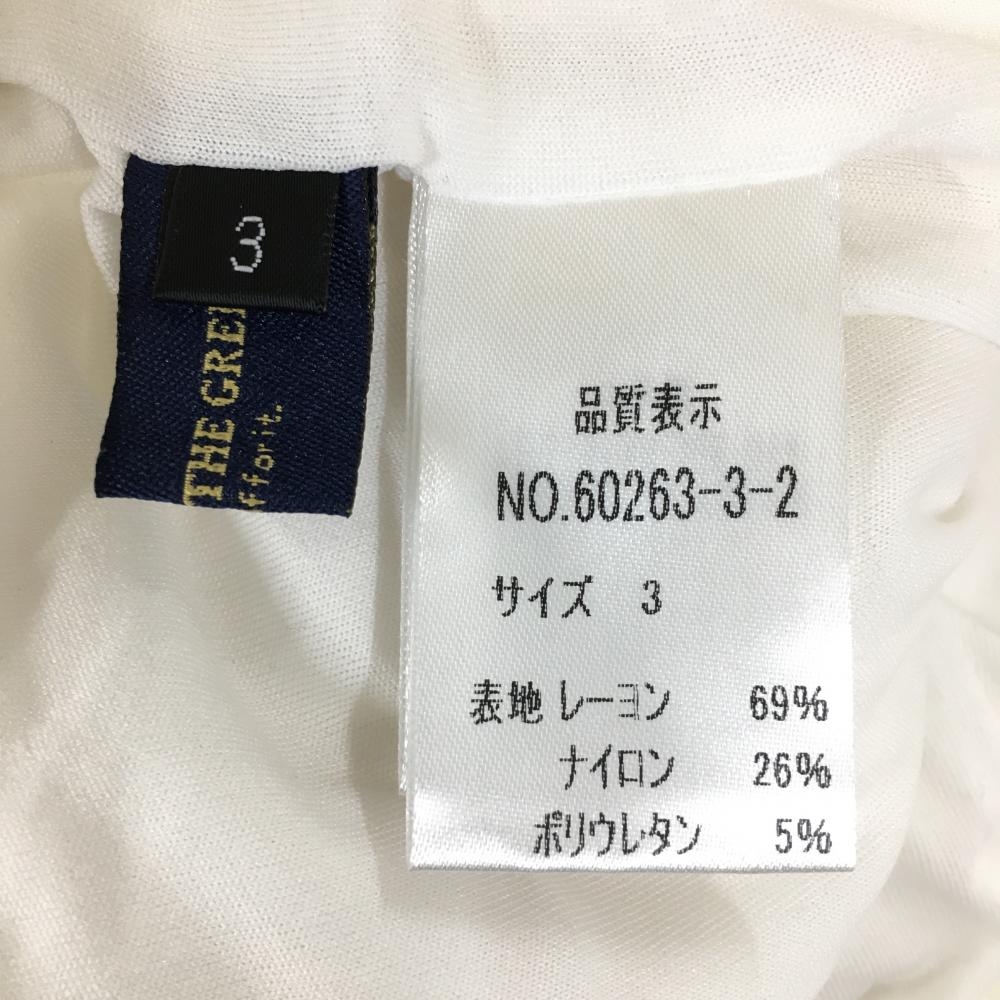 3
THE GRE
fforit.
品質表示
NO.60263-3-2
サイズ 3
表地 レーヨン 69%
ナイロン 26%
ポリウレタン 5%